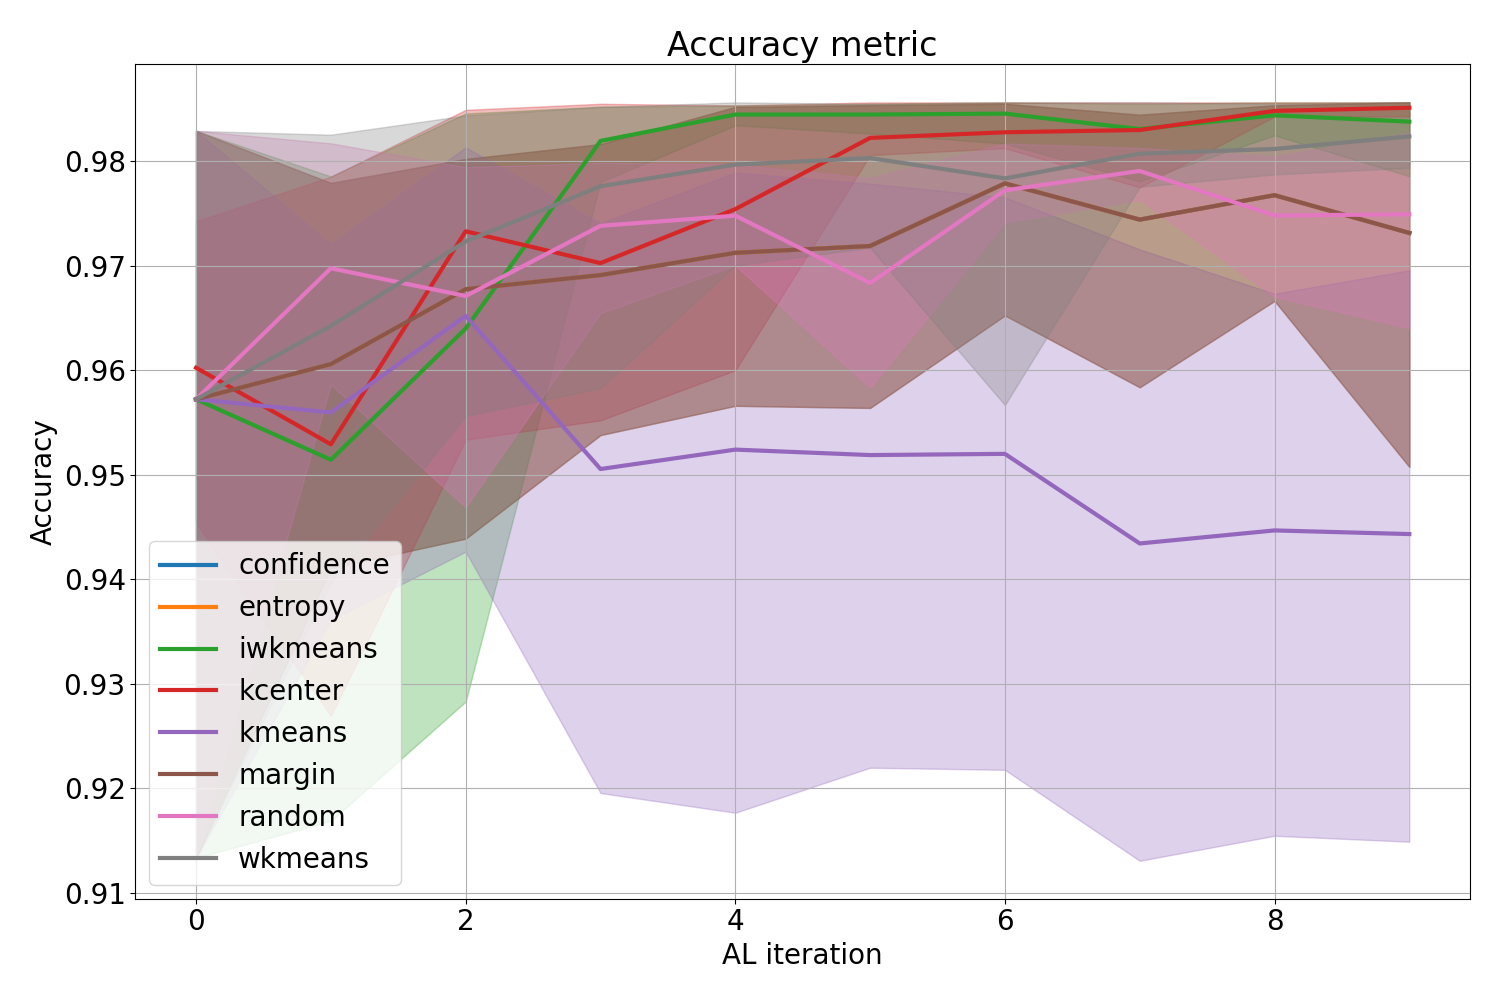 Accuracy metric
Accuracy
0.98
0.97
0.96
0.95
0.94
0.93
0.92
0.91
confidence
entropy
iwkmeans
kcenter
kmeans
margin
random
wkmeans
0 2 4 6 8
AL iteration